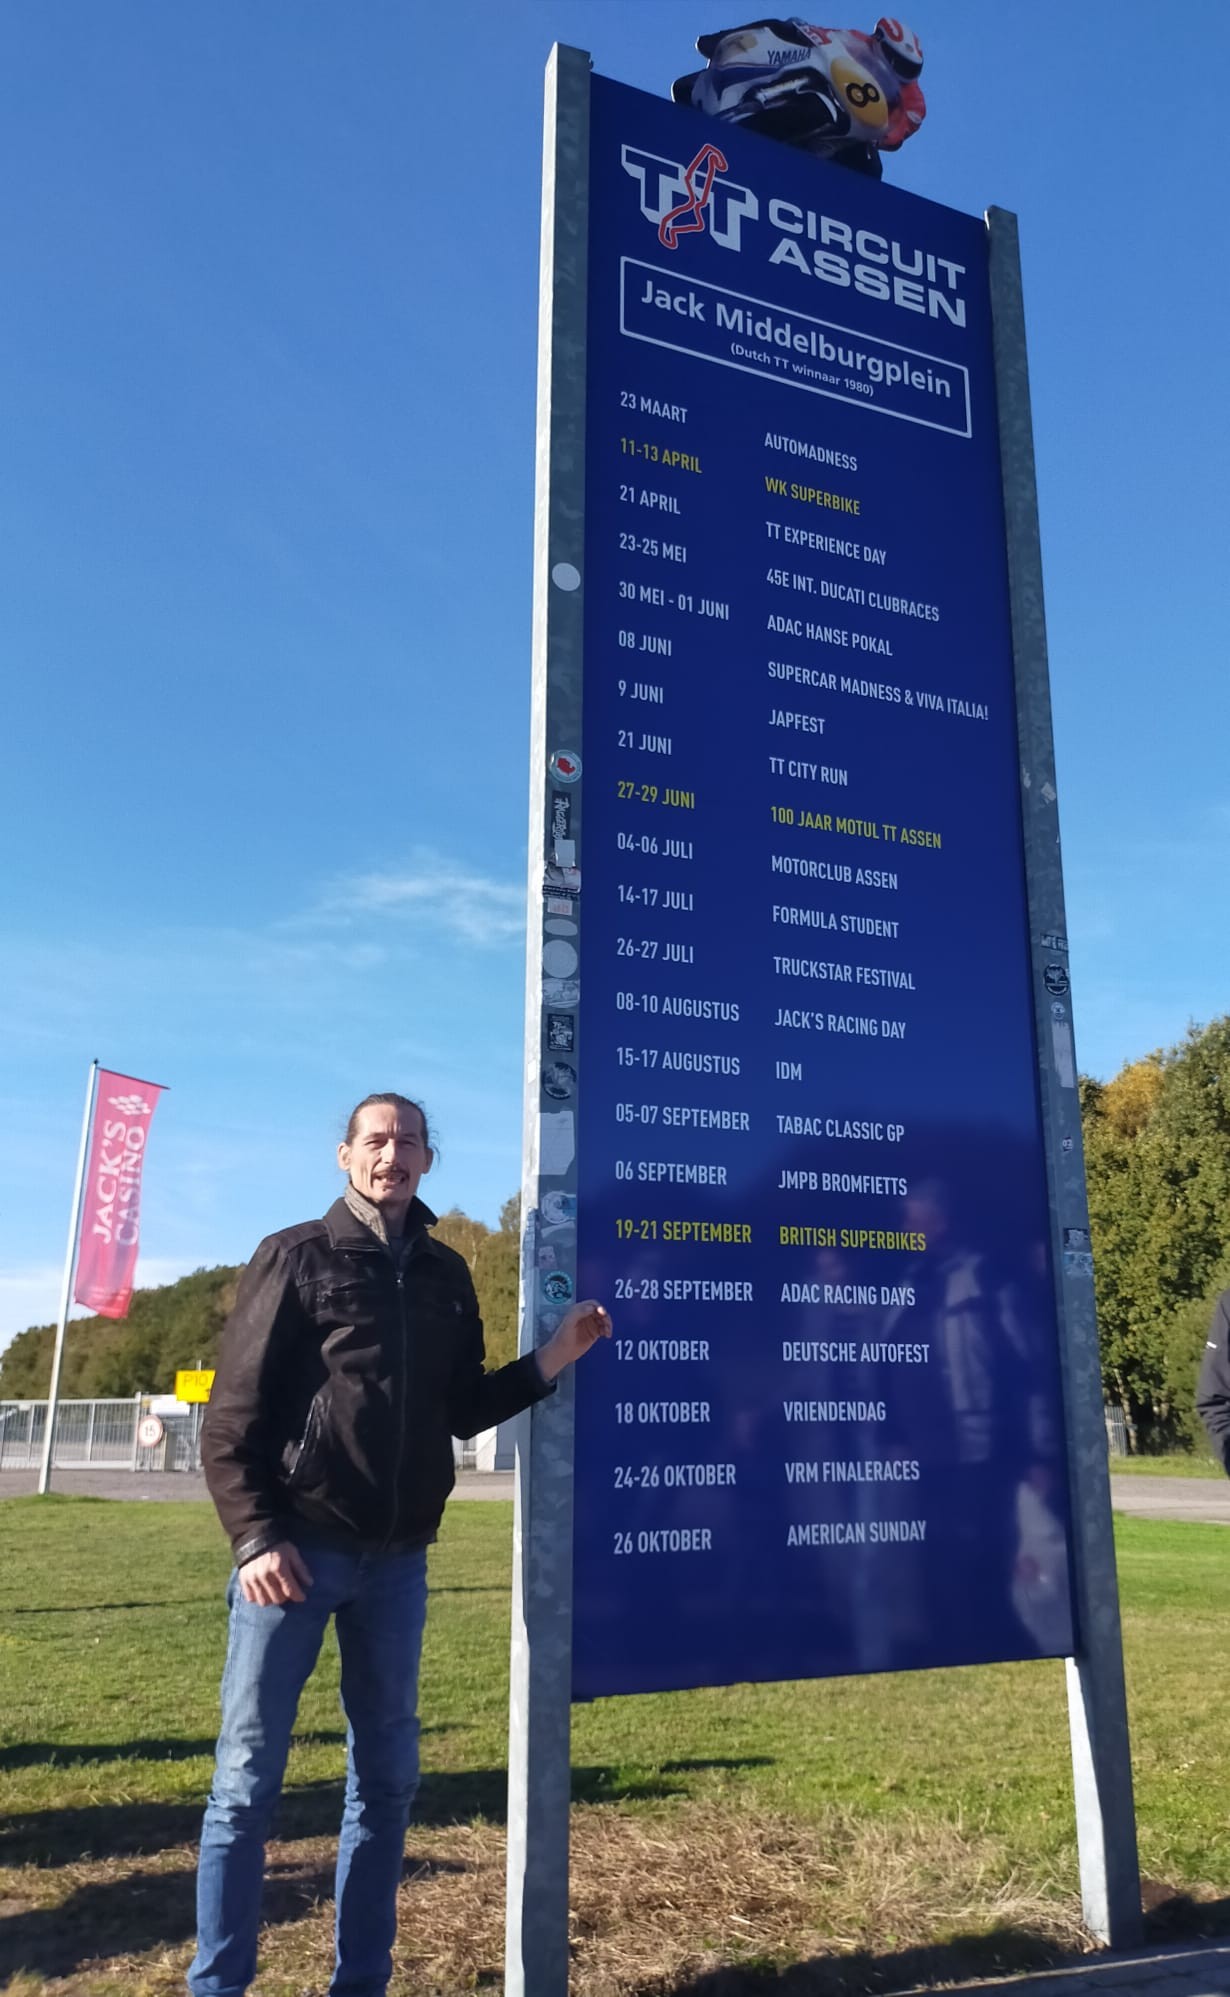 YAMAHA
8
TT CIRCUIT
ASSEN
Jack Middelburgplein
(Dutch TT winnaar 1980)
23 MAART AUTOMADNESS
11-13 APRIL WK SUPERBIKE
21 APRIL TT EXPERIENCE DAY
23-25 MEI 45E INT. DUCATI CLUBRACES
30 MEI - 01 JUNI ADAC HANSE POKAL
08 JUNI SUPERCAR MADNESS & VIVA ITALIA!
9 JUNI JAPFEST
21 JUNI TT CITY RUN
27-29 JUNI 100 JAAR MOTUL TT ASSEN
04-06 JULI MOTORCLUB ASSEN
14-17 JULI FORMULA STUDENT
26-27 JULI TRUCKSTAR FESTIVAL
08-10 AUGUSTUS JACK'S RACING DAY
15-17 AUGUSTUS IDM
05-07 SEPTEMBER TABAC CLASSIC GP
06 SEPTEMBER JMPB BROMFIETTS
19-21 SEPTEMBER BRITISH SUPERBIKES
26-28 SEPTEMBER ADAC RACING DAYS
12 OKTOBER DEUTSCHE AUTOFEST
18 OKTOBER VRIENDENDAG
24-26 OKTOBER VRM FINALERACES
26 OKTOBER AMERICAN SUNDAY
JACK'S
CASINO
P10
15